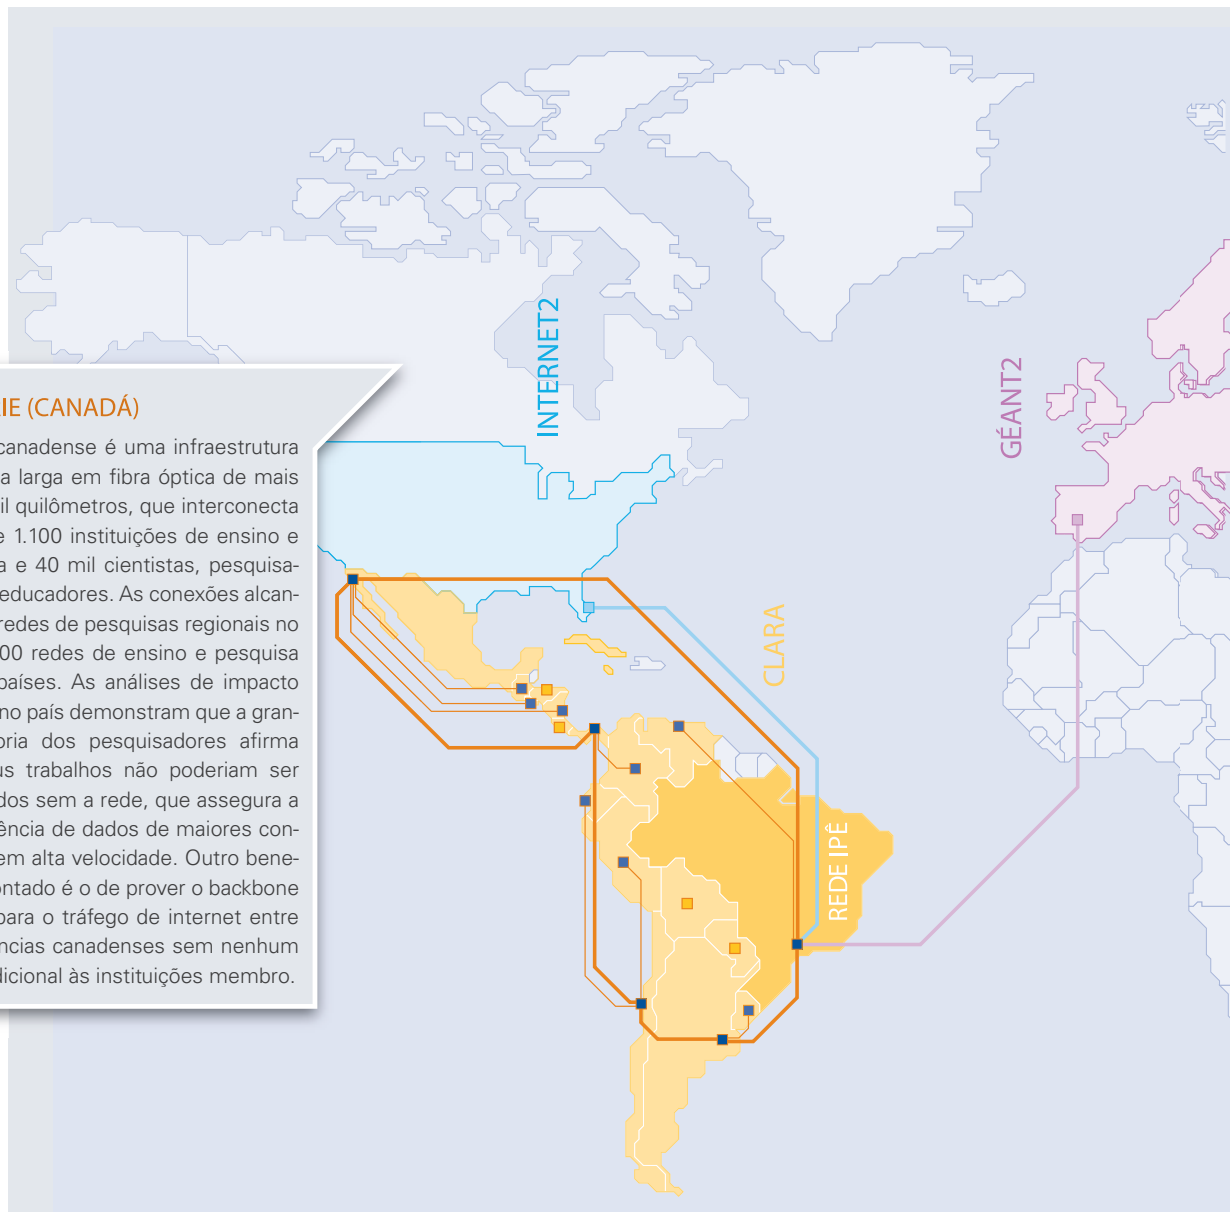 IE (CANADÁ)
canadense é uma infraestrutura
a larga em fibra óptica de mais
il quilômetros, que interconecta
e 1.100 instituições de ensino e
a e 40 mil cientistas, pesquisa-
educadores. As conexões alcan-
redes de pesquisas regionais no
00 redes de ensino e pesquisa
países. As análises de impacto
no país demonstram que a gran-
oria dos pesquisadores afirma
us trabalhos não poderiam ser
dos sem a rede, que assegura a
ência de dados de maiores con-
em alta velocidade. Outro bene-
ontado é o de prover o backbone
para o tráfego de internet entre
ncias canadenses sem nenhum
dicional às instituições membro.
INTERNET2
GÉANT2
CLARA
REDE IPÊ